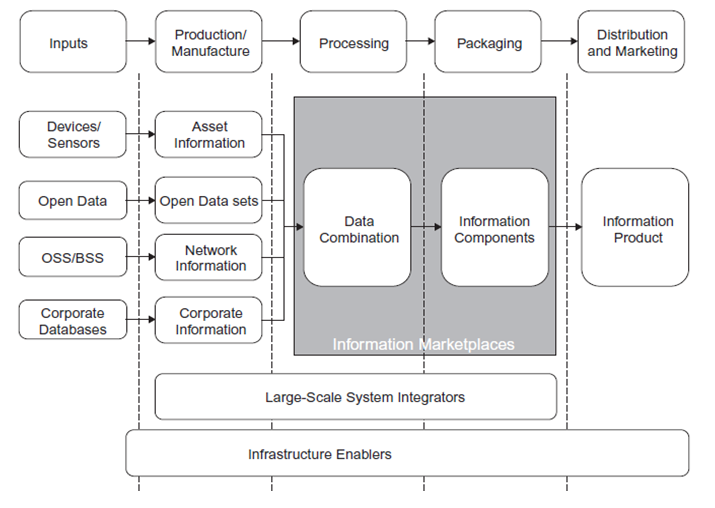 Inputs
Production/
Manufacture
Processing
Packaging
Distribution
and Marketing
Devices/
Sensors
Asset
Information
Open Data
Open Data sets
OSS/BSS
Network
Information
Corporate
Databases
Corporate
Information
Data
Combination
Information
Components
Information
Product
Information Marketplaces
Large-Scale System Integrators
Infrastructure Enablers